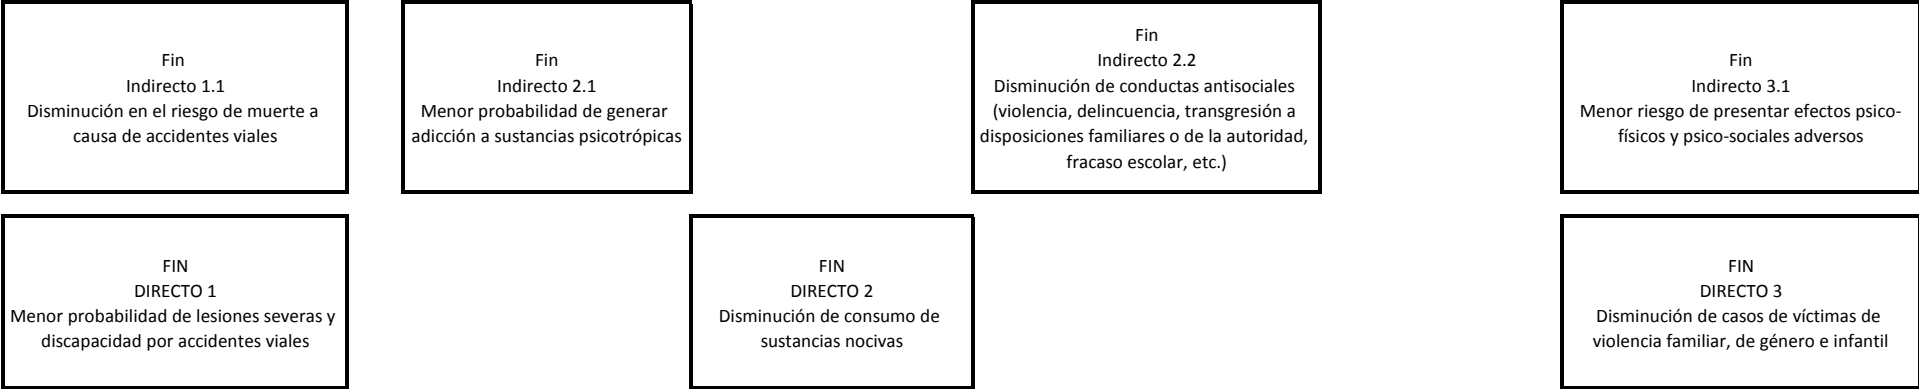 Fin
Indirecto 1.1
Disminución en el riesgo de muerte a
causa de accidentes viales
Fin
Indirecto 2.1
Menor probabilidad de generar
adicción a sustancias psicotrópicas
Fin
Indirecto 2.2
Disminución de conductas antisociales
(violencia, delincuencia, transgresión a
disposiciones familiares o de la autoridad,
fracaso escolar, etc.)
Fin
Indirecto 3.1
Menor riesgo de presentar efectos psico-
físicos y psico-sociales adversos
FIN
DIRECTO 1
Menor probabilidad de lesiones severas y
discapacidad por accidentes viales
FIN
DIRECTO 2
Disminución de consumo de
sustancias nocivas
FIN
DIRECTO 3
Disminución de casos de víctimas de
violencia familiar, de género e infantil